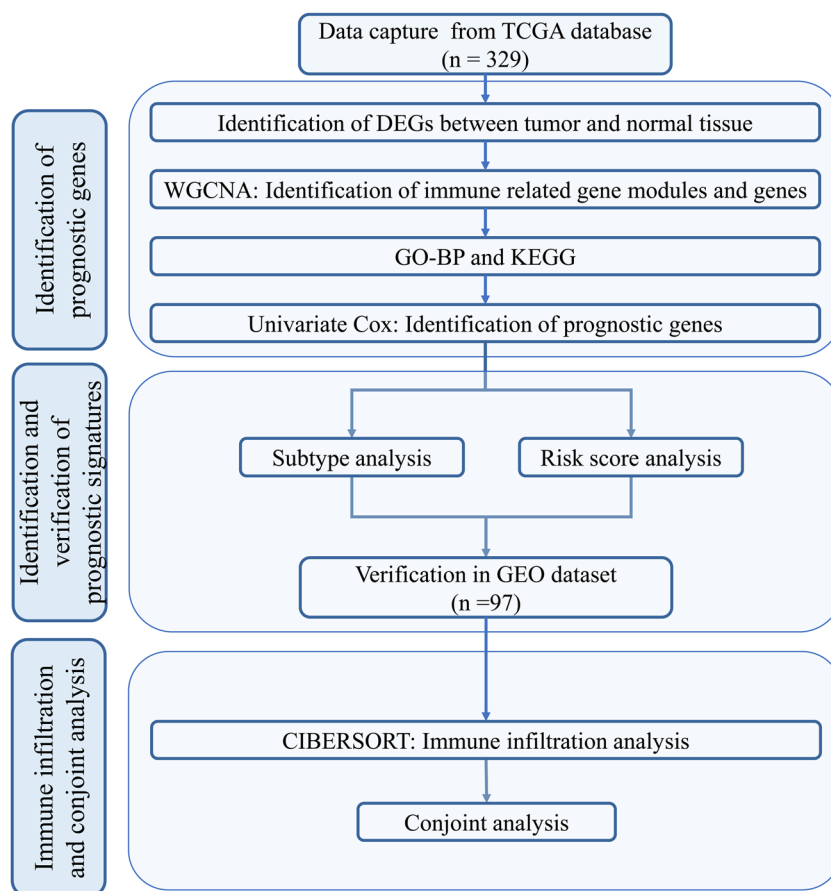 Data capture from TCGA database
(n = 329)
Identification of
prognostic genes
Identification of DEGs between tumor and normal tissue
WGCNA: Identification of immune related gene modules and genes
GO-BP and KEGG
Univariate Cox: Identification of prognostic genes
Identification and
verification of
prognostic signatures
Subtype analysis
Risk score analysis
Verification in GEO dataset
(n =97)
Immune infiltration
and conjoint analysis
CIBERSORT: Immune infiltration analysis
Conjoint analysis